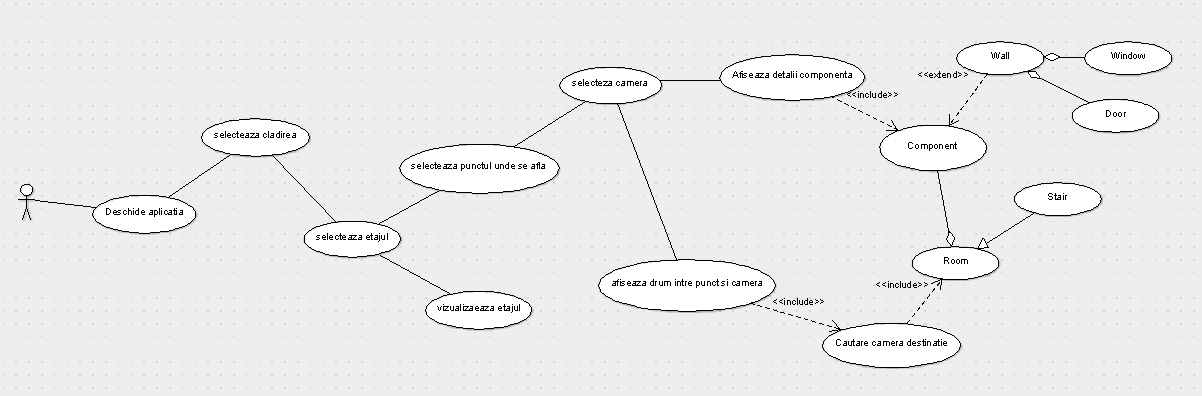 Deschide aplicatia
selecteaza cladirea
selecteaza etajul
vizualizaeaza etajul
selecteaza punctul unde se afla
selecteza camera
Afiseaza detalii componenta
<<include>>
<<extend>>
Wall
Window
Door
Component
Stair
Room
afiseaza drum intre punct si camera
<<include>>
<<include>>
Cautare camera destinatie